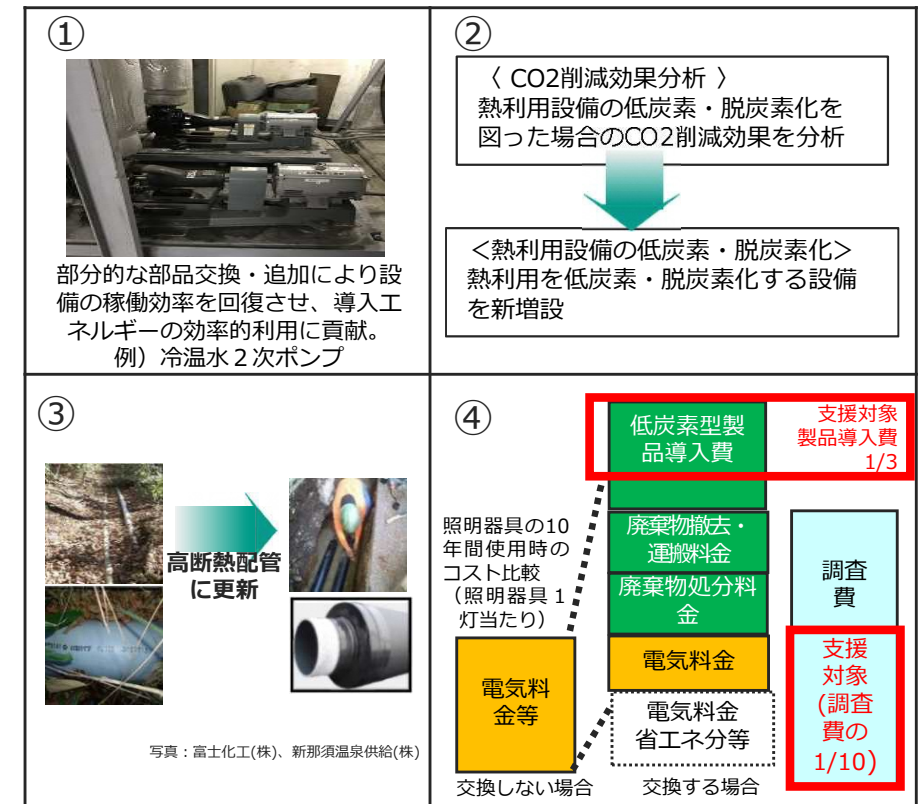 ①
部分的な部品交換・追加により設
備の稼働効率を回復させ、導入エ
ネルギーの効率的利用に貢献。
例）冷温水２次ポンプ
②
〈 CO2削減効果分析 〉
熱利用設備の低炭素・脱炭素化を
図った場合のCO2削減効果を分析
＜熱利用設備の低炭素・脱炭素化＞
熱利用を低炭素・脱炭素化する設備
を新増設
③
高断熱配管
に更新
写真：富士化工(株)、新那須温泉供給(株)
④
低炭素型製
品導入費
支援対象
製品導入費
1/3
照明器具の10
年間使用時の
コスト比較
（照明器具１
灯当たり）
廃棄物撤去・
運搬料金
廃棄物処分料
金
電気料金
電気料金
省エネ分等
電気料
金等
調査
費
支援
対象
(調査
費の
1/10)
交換しない場合
交換する場合